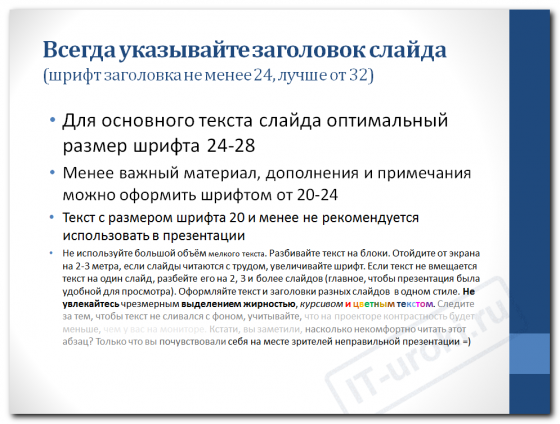 Всегда указывайте заголовок слайда
(шрифт заголовка не менее 24, лучше от 32)
• Для основного текста слайда оптимальный
размер шрифта 24-28
• Менее важный материал, дополнения и примечания
можно оформить шрифтом от 20-24
• Текст с размером шрифта 20 и менее не рекомендуется
использовать в презентации
• Не используйте большой объём мелкого текста. Разбивайте текст на блоки. Отойдите от экрана
на 2-3 метра, если слайды читаются с трудом, увеличивайте шрифт. Если текст не вмещается
текст на один слайд, разбейте его на 2, 3 и более слайдов (главное, чтобы презентация была
удобной для просмотра). Оформляйте текст и заголовки разных слайдов в одном стиле. Не
увлекайтесь чрезмерным выделением жирностью, курсивом и цветным текстом. Следите
за тем, чтобы текст не сливался с фоном, учитывайте, что на проекторе контрастность будет
меньше, чем у вас на мониторе. Кстати, вы заметили, насколько некомфортно читать этот
абзац? Только что вы почувствовали себя на месте зрителей неправильной презентации =)
IT-uroki.ru